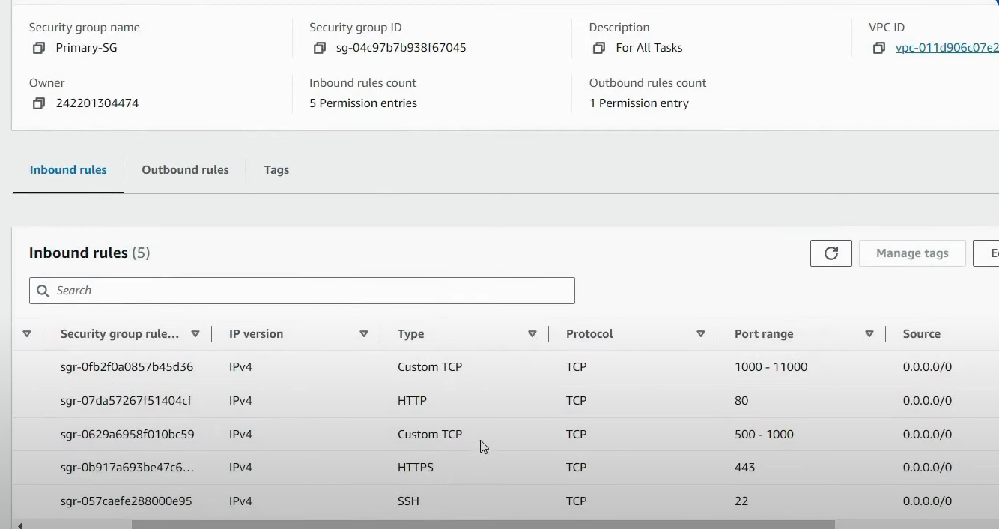 Security group name
Security group ID
Description
VPC ID
Primary-SG
sg-04c97b7b938f67045
For All Tasks
vpc-011d906c07e2
Owner
Inbound rules count
Outbound rules count
242201304474
5 Permission entries
1 Permission entry
Inbound rules
Outbound rules
Tags
Inbound rules (5)
Manage tags
Search
Security group rule...
IP version
Type
Protocol
Port range
Source
sgr-0fb2f0a0857b45d36 IPv4 Custom TCP TCP 1000 - 11000 0.0.0.0/0
sgr-07da57267f51404cf IPv4 HTTP TCP 80 0.0.0.0/0
sgr-0629a6958f010bc59 IPv4 Custom TCP TCP 500 - 1000 0.0.0.0/0
sgr-0b917a693be47c6... IPv4 HTTPS TCP 443 0.0.0.0/0
sgr-057caefe288000e95 IPv4 SSH TCP 22 0.0.0.0/0